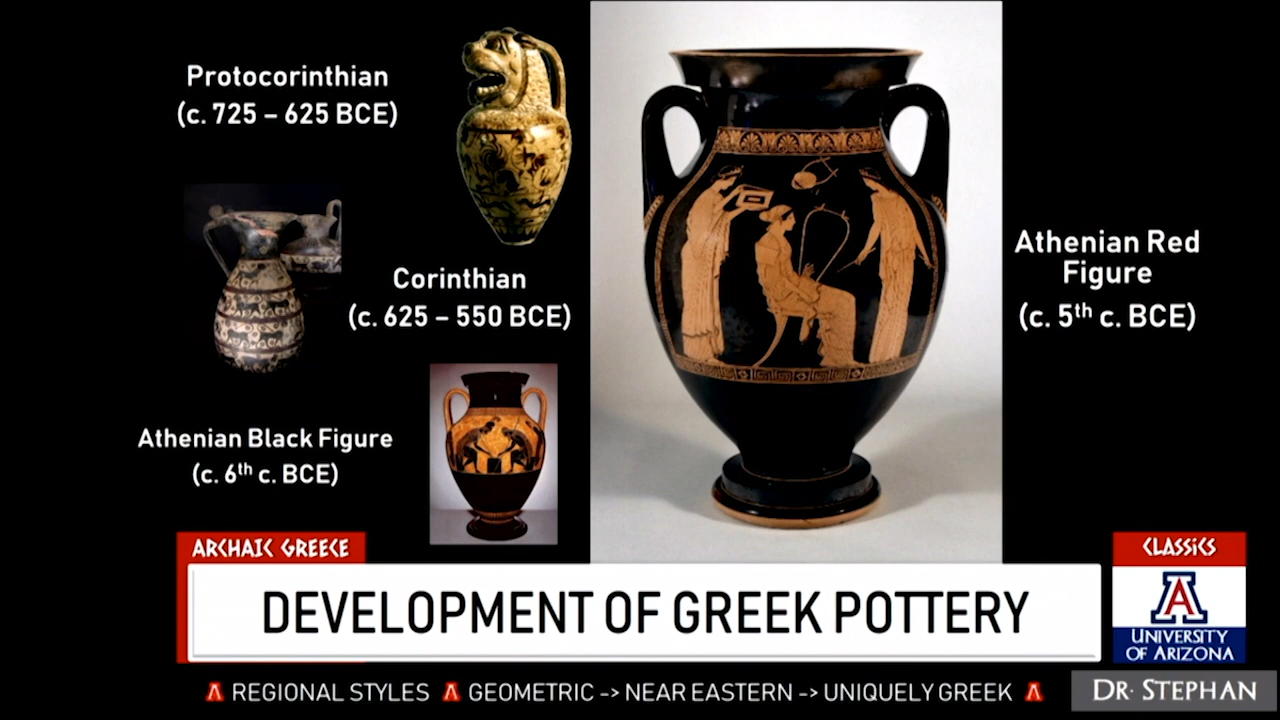 Protocorinthian
(c. 725 – 625 BCE)
Corinthian
(c. 625 – 550 BCE)
Athenian Black Figure
(c. 6th c. BCE)
Athenian Red
Figure
(c. 5th c. BCE)
ARCHAIC GREECE
DEVELOPMENT OF GREEK POTTERY
CLASSICS
A
UNIVERSITY
OF ARIZONA
REGIONAL STYLES GEOMETRIC -> NEAR EASTERN -> UNIQUELY GREEK
DR. STEPHAN